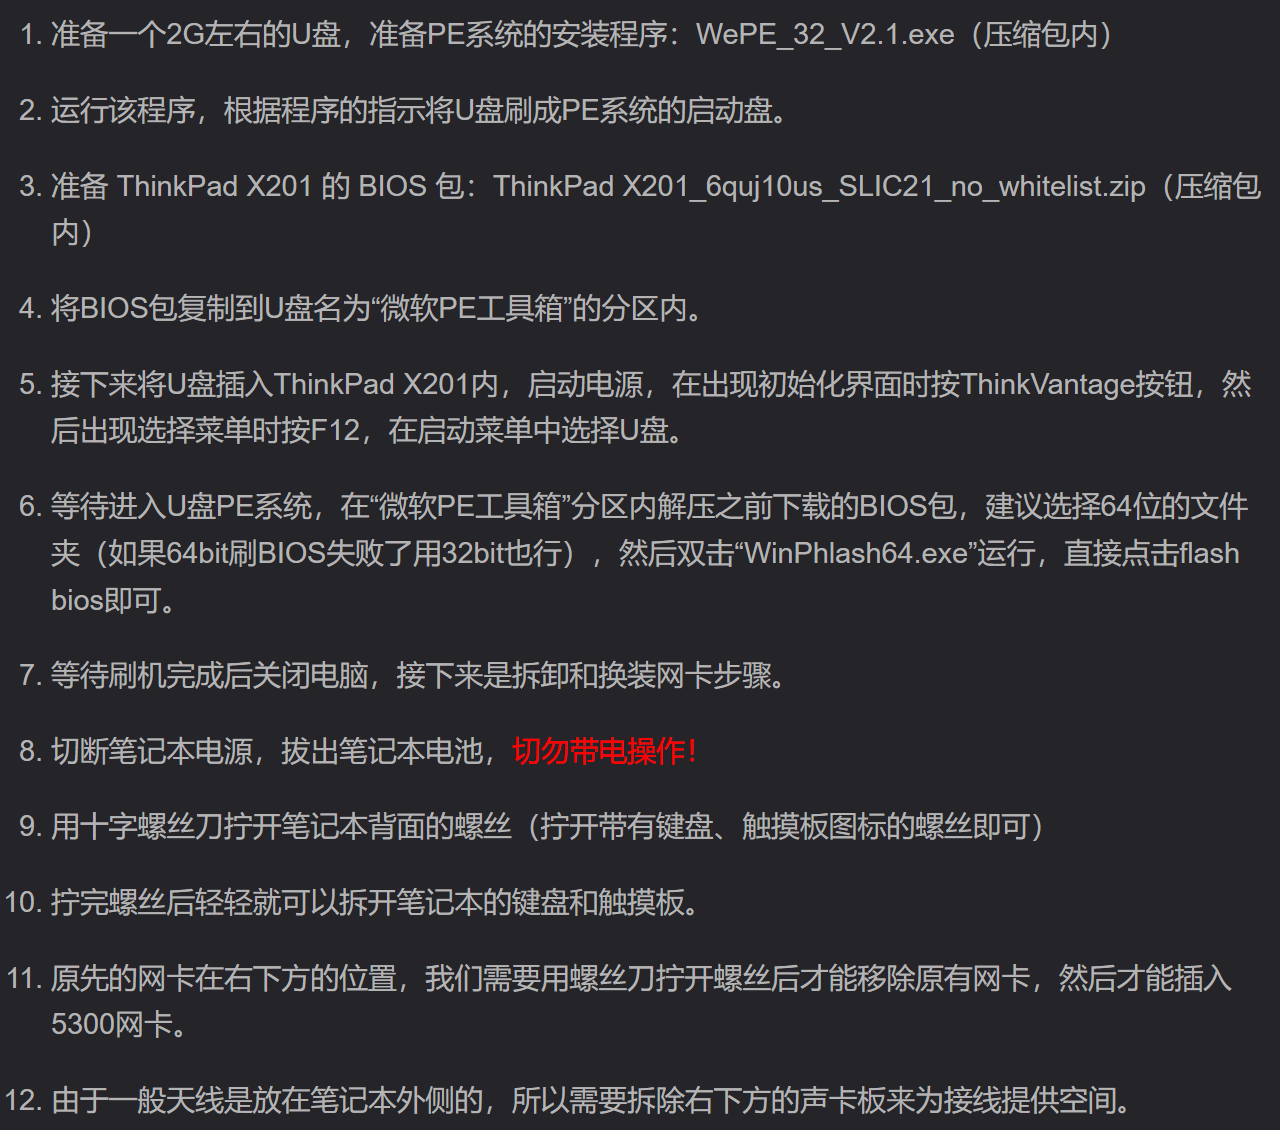 1. 准备一个2G左右的U盘，准备PE系统的安装程序：WePE_32_V2.1.exe（压缩包内）
2. 运行该程序，根据程序的指示将U盘刷成PE系统的启动盘。
3. 准备 ThinkPad X201 的 BIOS 包：ThinkPad X201_6quj10us_SLIC21_no_whitelist.zip（压缩包
内）
4. 将BIOS包复制到U盘名为“微软PE工具箱”的分区内。
5. 接下来将U盘插入ThinkPad X201内，启动电源，在出现初始化界面时按ThinkVantage按钮，然
后出现选择菜单时按F12，在启动菜单中选择U盘。
6. 等待进入U盘PE系统，在“微软PE工具箱”分区内解压之前下载的BIOS包，建议选择64位的文件
夹（如果64bit刷BIOS失败了用32bit也行），然后双击“WinPhlash64.exe”运行，直接点击flash
bios即可。
7. 等待刷机完成后关闭电脑，接下来是拆卸和换装网卡步骤。
8. 切断笔记本电源，拔出笔记本电池，切勿带电操作！
9. 用十字螺丝刀拧开笔记本背面的螺丝（拧开带有键盘、触摸板图标的螺丝即可）
10. 拧完螺丝后轻轻就可以拆开笔记本的键盘和触摸板。
11. 原先的网卡在右下方的位置，我们需要用螺丝刀拧开螺丝后才能移除原有网卡，然后才能插入
5300网卡。
12. 由于一般天线是放在笔记本外侧的，所以需要拆除右下方的声卡板来为接线提供空间。